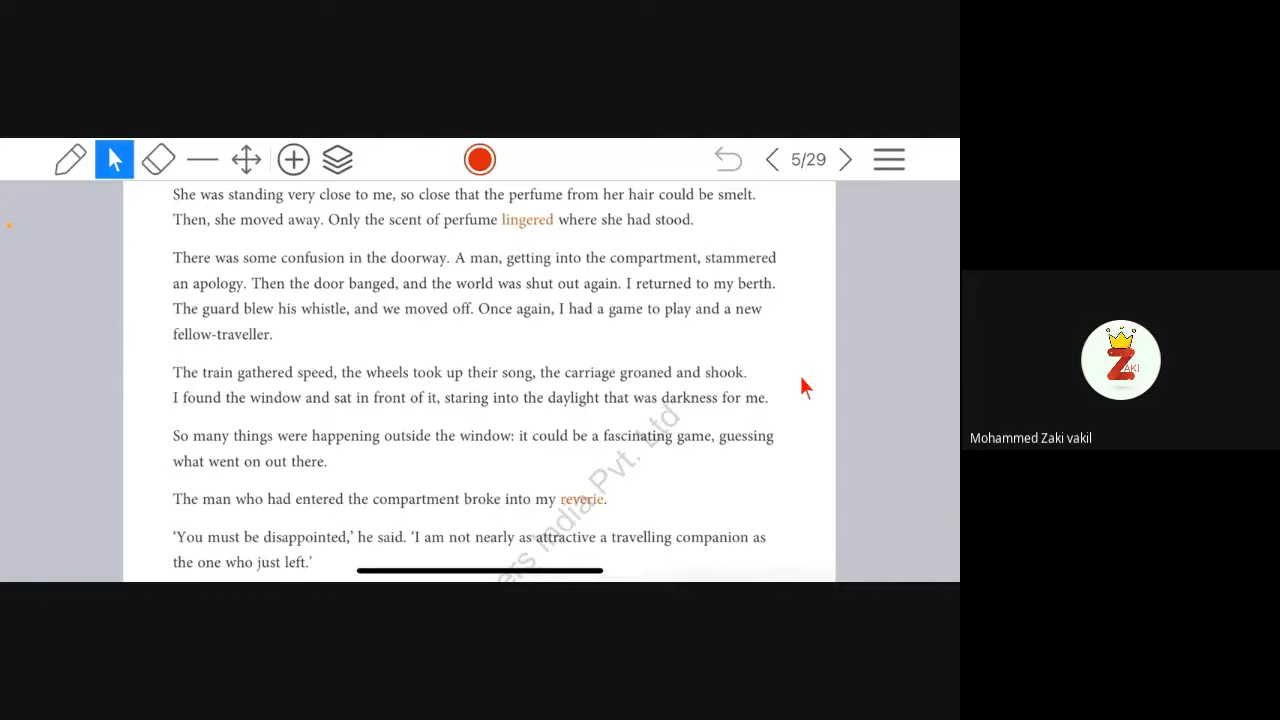 5/29
She was standing very close to me, so close that the perfume from her hair could be smelt.
Then, she moved away. Only the scent of perfume lingered where she had stood.
There was some confusion in the doorway. A man, getting into the compartment, stammered
an apology. Then the door banged, and the world was shut out again. I returned to my berth.
The guard blew his whistle, and we moved off. Once again, I had a game to play and a new
fellow-traveller.
The train gathered speed, the wheels took up their song, the carriage groaned and shook.
I found the window and sat in front of it, staring into the daylight that was darkness for me.
So many things were happening outside the window: it could be a fascinating game, guessing
what went on out there.
The man who had entered the compartment broke into my reverie.
‘You must be disappointed,’ he said. ‘I am not nearly as attractive a travelling companion as
the one who just left.’
ers India Pvt. Ltd
Z
AKI
Mohammed Zaki vakil